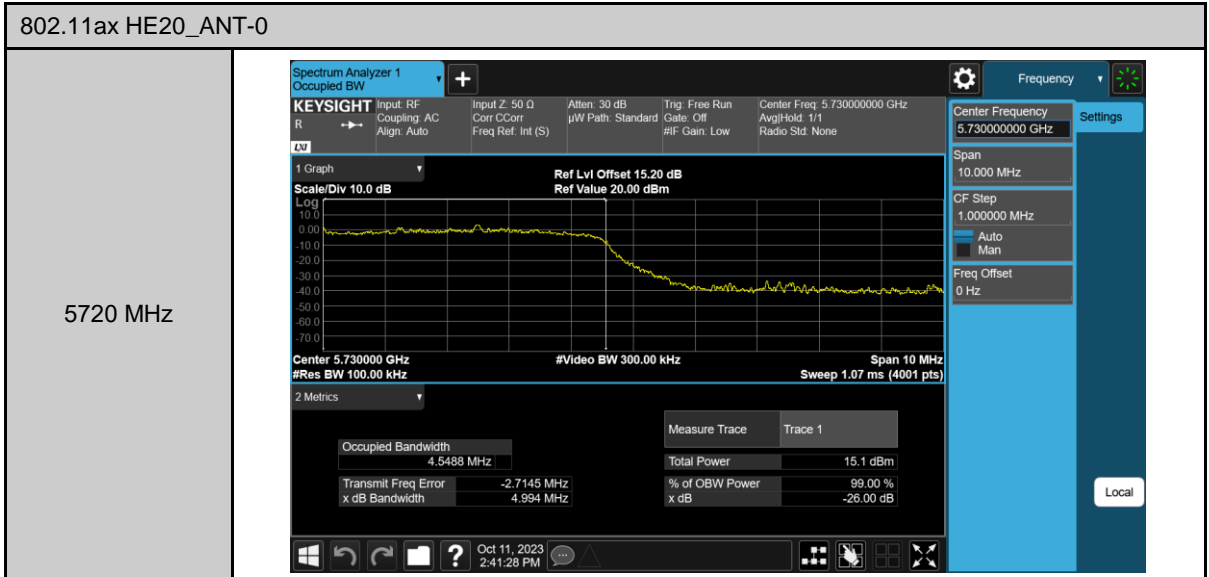 802.11ax HE20_ANT-0
5720 MHz
Spectrum Analyzer 1
Occupied BW
Frequency
KEYSIGHT
R
LXI
Input: RF
Coupling: AC
Align: Auto
Input Z: 50 Ω
Corr CCorr
Freq Ref: Int (S)
Atten: 30 dB
µW Path: Standard
Trig: Free Run
Gate: Off
#IF Gain: Low
Center Freq: 5.730000000 GHz
Avg|Hold: 1/1
Radio Std: None
Center Frequency
5.730000000 GHz
Settings
Span
10.000 MHz
CF Step
1.000000 MHz
Auto
Man
Freq Offset
0 Hz
Local
1 Graph
Scale/Div 10.0 dB
Ref Lvl Offset 15.20 dB
Ref Value 20.00 dBm
Log
10.0
0.00
-10.0
-20.0
-30.0
-40.0
-50.0
-60.0
-70.0
Center 5.730000 GHz
#Video BW 300.00 kHz
Span 10 MHz
#Res BW 100.00 kHz
Sweep 1.07 ms (4001 pts)
2 Metrics
Measure Trace Trace 1
Occupied Bandwidth
4.5488 MHz
Total Power 15.1 dBm
Transmit Freq Error -2.7145 MHz
% of OBW Power 99.00 %
x dB Bandwidth 4.994 MHz
x dB -26.00 dB
?
Oct 11, 2023
2:41:28 PM